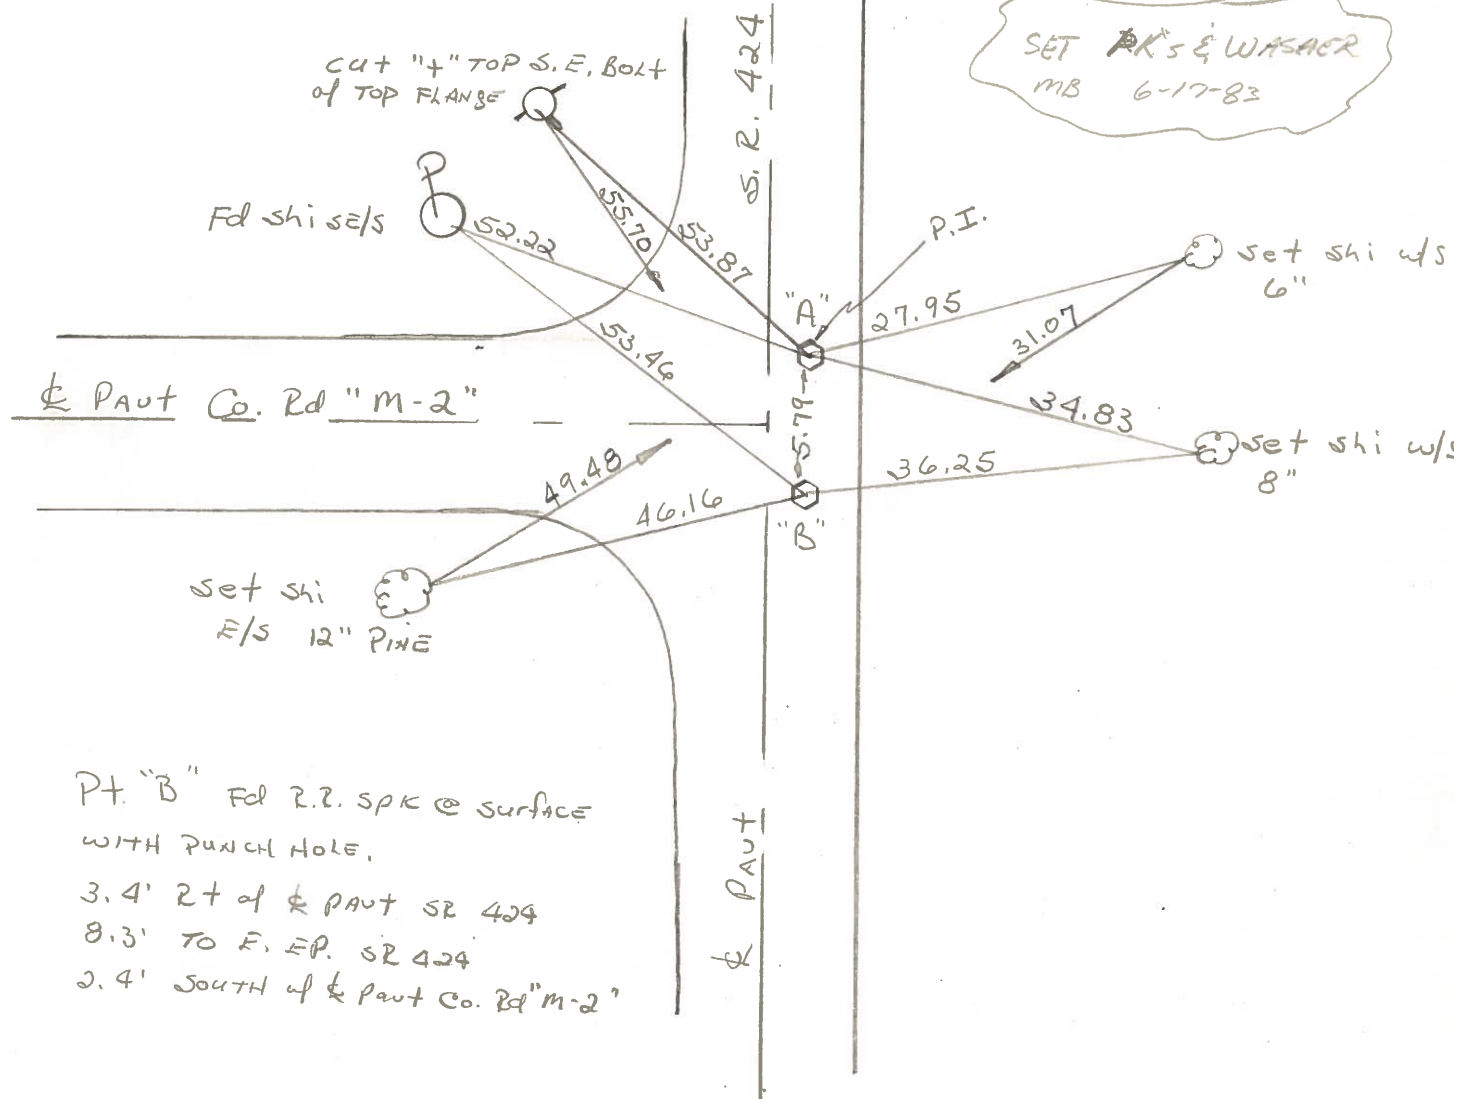 SET PK's & WASHER
MB 6-17-83
S.R. 424
cut "+" TOP S.E. BOLT
of TOP FLANGE
P
Fd shi SE/S
52.22
55.70
53.87
P.I.
"A"
27.95
set shi w/s
6"
31.07
53.46
5.79
34.83
℄ PAvt Co. Rd "M-2"
set shi w/s
8"
36.25
49.48
46.16
"B"
set shi
E/S 12" PINE
Pt. "B" Fd R.R. SPK @ surfACE
WITH PUNCH HOLE.
3.4' Rt of ℄ PAvt SR 424
8.3' TO E. EP. SR 424
2.4' SOUTH of ℄ Pavt Co. Rd "M-2"
℄ PAvt